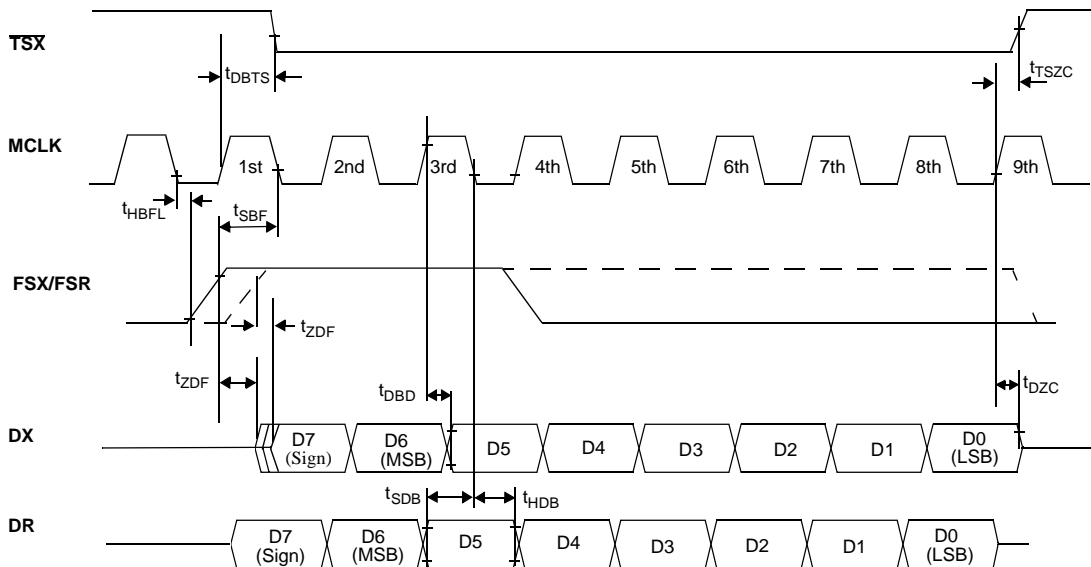 TSX
tDBTS
tTSZC
MCLK
1st 2nd 3rd 4th 5th 6th 7th 8th 9th
tHBFL
tSBF
FSX/FSR
tZDF
tZDF
tDBD
tDZC
DX
D7 (Sign) D6 (MSB) D5 D4 D3 D2 D1 D0 (LSB)
tSDB
tHDB
DR
D7 (Sign) D6 (MSB) D5 D4 D3 D2 D1 D0 (LSB)